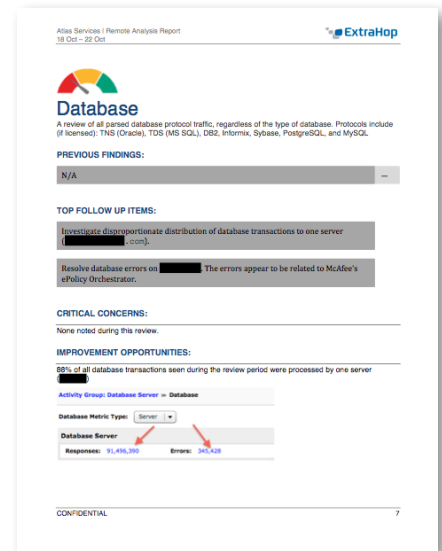 Atlas Services | Remote Analysis Report
18 Oct – 22 Oct
ExtraHop
Database
A review of all parsed database protocol traffic, regardless of the type of database. Protocols include
(if licensed): TNS (Oracle), TDS (MS SQL), DB2, Informix, Sybase, PostgreSQL, and MySQL
PREVIOUS FINDINGS:
N/A –
TOP FOLLOW UP ITEMS:
Investigate disproportionate distribution of database transactions to one server
( .com).
Resolve database errors on . The errors appear to be related to McAfee's
ePolicy Orchestrator.
CRITICAL CONCERNS:
None noted during this review.
IMPROVEMENT OPPORTUNITIES:
88% of all database transactions seen during the review period were processed by one server
( )
Activity Group: Database Server » Database
Database Metric Type: Server
Database Server
Responses: 91,496,390 Errors: 345,428
CONFIDENTIAL 7